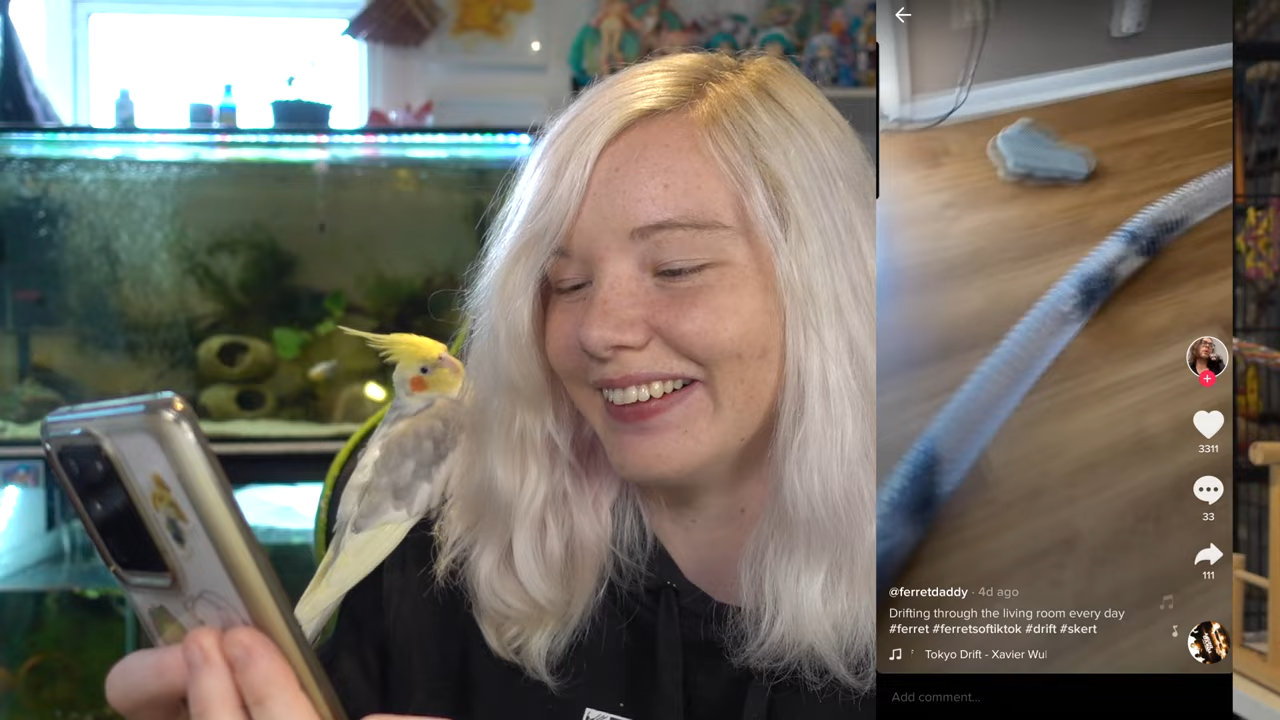 3311
33
111
@ferretdaddy · 4d ago
Drifting through the living room every day
#ferret #ferretsoftiktok #drift #skert
Tokyo Drift - Xavier Wu
Add comment...